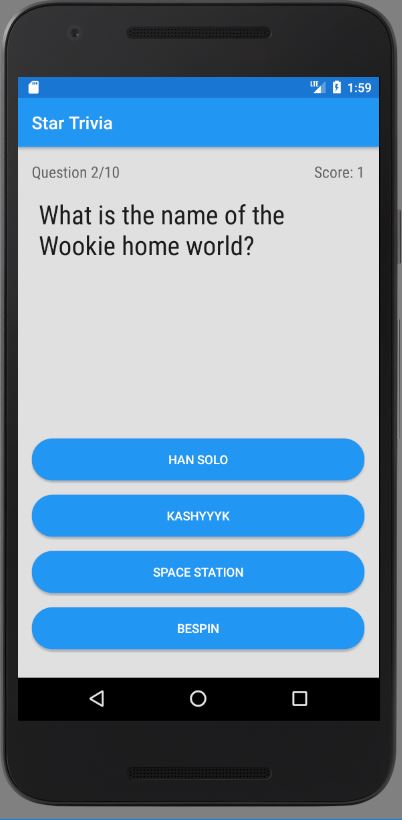 LTE 1:59
Star Trivia
Question 2/10 Score: 1
What is the name of the
Wookie home world?
HAN SOLO
KASHYYYK
SPACE STATION
BESPIN